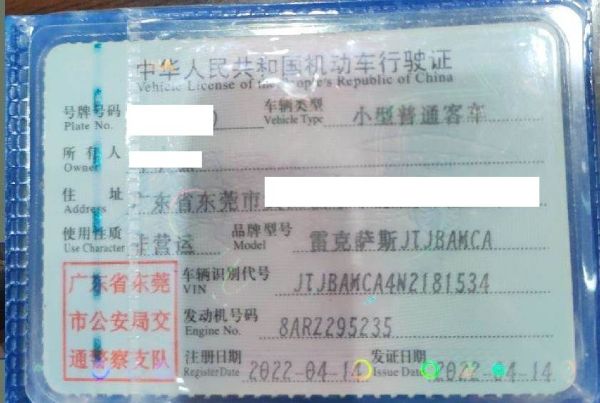 中华人民共和国机动车行驶证
Vehicle License of the People's Republic of China
号牌号码 车辆类型 小型普通客车
Plate No. Vehicle Type
所有人
Owner
住址 广东省东莞市
Address
使用性质 非营运 品牌型号 雷克萨斯JTJBAMCA
Use Character Model
广东省东莞
市公安局交
通警察支队
车辆识别代号 JTJBAMCA4N2181534
VIN
发动机号码 8ARZ295235
Engine No.
注册日期 2022-04-14 发证日期 2022-04-14
Register Date Issue Date